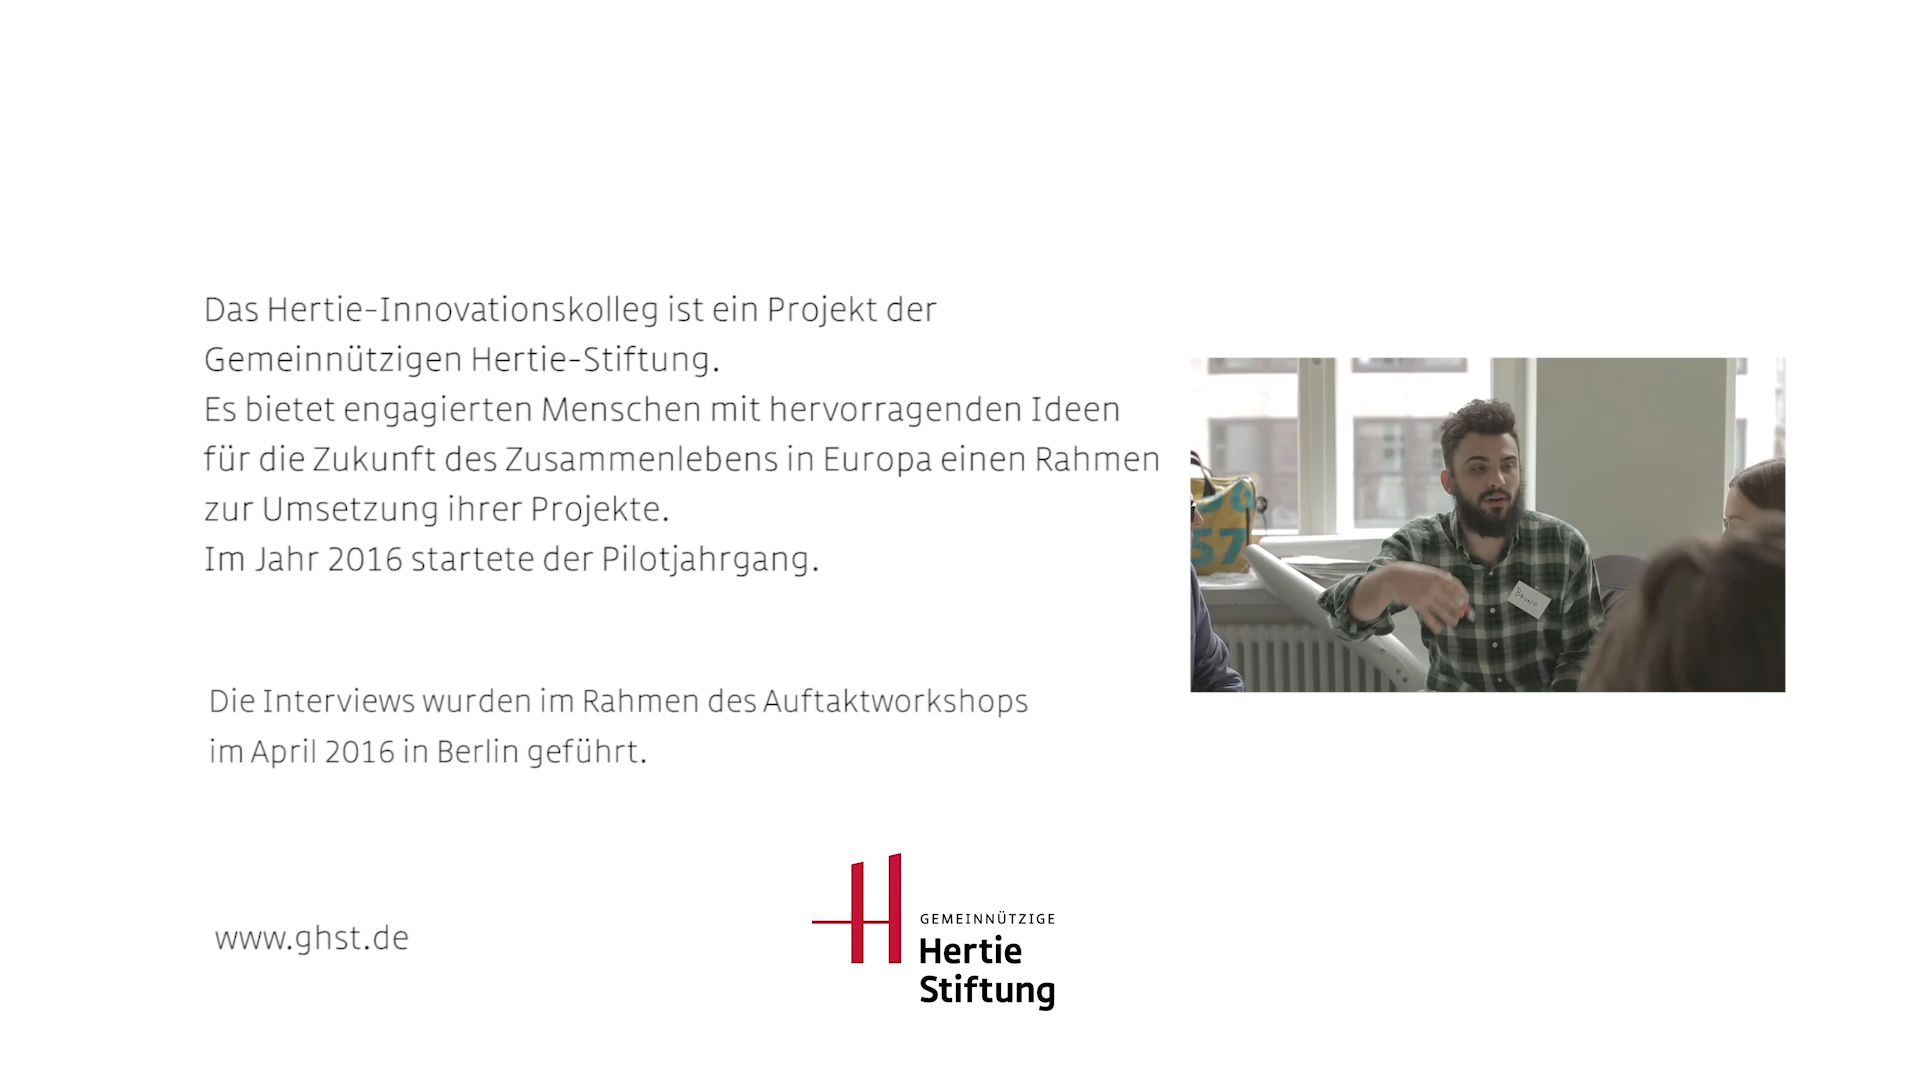 Das Hertie-Innovationskolleg ist ein Projekt der
Gemeinnützigen Hertie-Stiftung.
Es bietet engagierten Menschen mit hervorragenden Ideen
für die Zukunft des Zusammenlebens in Europa einen Rahmen
zur Umsetzung ihrer Projekte.
Im Jahr 2016 startete der Pilotjahrgang.
57
Bruno
Die Interviews wurden im Rahmen des Auftaktworkshops
im April 2016 in Berlin geführt.
www.ghst.de
GEMEINNÜTZIGE
Hertie
Stiftung